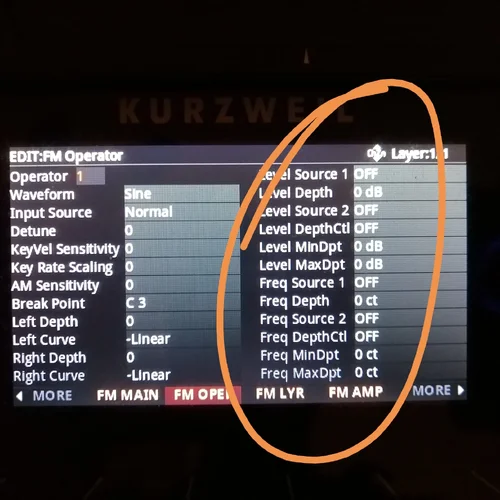 KURZWEIL
EDIT:FM Operator Layer:1/1
Operator 1 Level Source 1 OFF
Waveform Sine Level Depth 0 dB
Input Source Normal Level Source 2 OFF
Detune 0 Level DepthCtl OFF
KeyVel Sensitivity 0 Level MinDpt 0 dB
Key Rate Scaling 0 Level MaxDpt 0 dB
AM Sensitivity 0 Freq Source 1 OFF
Break Point C 3 Freq Depth 0 ct
Left Depth 0 Freq Source 2 OFF
Left Curve -Linear Freq DepthCtl OFF
Right Depth 0 Freq MinDpt 0 ct
Right Curve -Linear Freq MaxDpt 0 ct
MORE FM MAIN FM OPER FM LYR FM AMP MORE